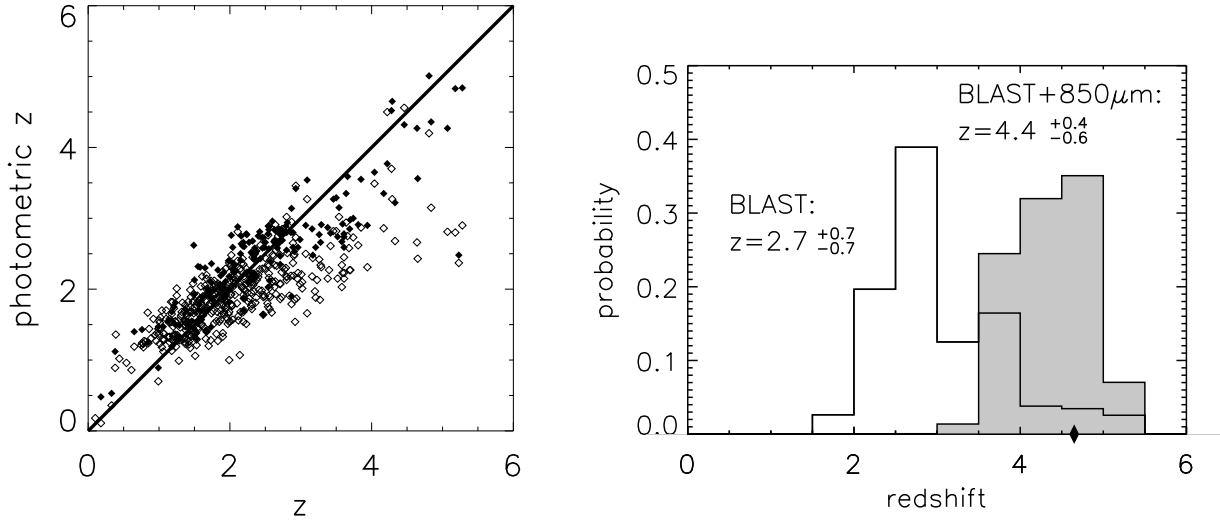 6
4
2
0
photometric z
0 2 4 6
z
0.5
0.4
0.3
0.2
0.1
0.0
probability
BLAST+850μm:
z=4.4 +0.4 −0.6
BLAST:
z=2.7 +0.7 −0.7
0 2 4 6
redshift